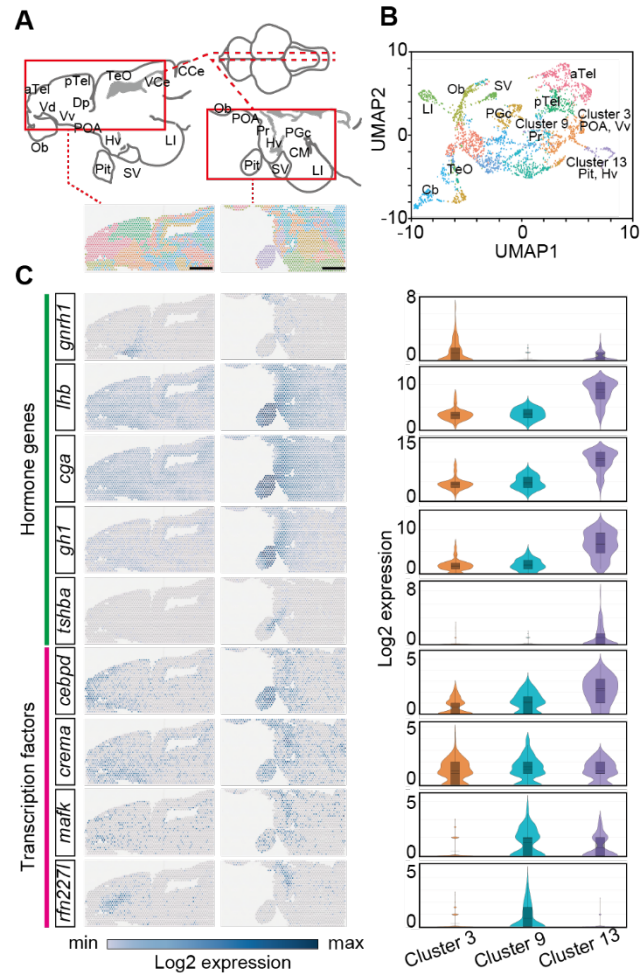 A
aTel
pTel
TeO
VCe
CCe
Vd
Dp
Vv
POA
Ob
Hv
Pit
SV
LI
Ob
POA
Pr
PGc
Hv
CM
Pit
SV
LI
B
10
0
-10
UMAP2
-10
0
10
UMAP1
Ob
SV
aTel
LI
PGc
pTel
Cluster 3
POA, Vv
Cluster 9
Pr
Cluster 13
Pit, Hv
TeO
Cb
C
Hormone genes
gnrh1
lhb
cga
gh1
tshba
Transcription factors
cebpd
crema
mafk
rfn227l
min
max
Log2 expression
Log2 expression
8
0
10
0
15
0
10
0
5
0
5
0
5
0
5
0
5
0
Cluster 3
Cluster 9
Cluster 13